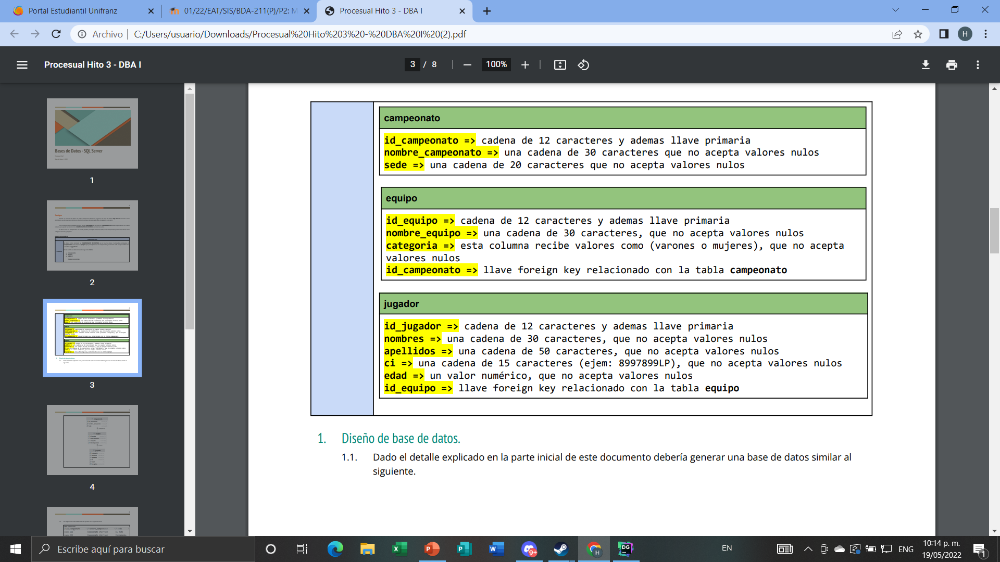 Portal Estudiantil Unifranz
01/22/EAT/SIS/BDA-211(P)/P2: M
Procesual Hito 3 - DBA I
Archivo
C:/Users/usuario/Downloads/Procesual%20Hito%203%20-%20DBA%20I%20(2).pdf
H
Procesual Hito 3 - DBA I
3 / 8
100%
Bases de Datos - SQL Server
1
2
3
4
campeonato
id_campeonato => cadena de 12 caracteres y ademas llave primaria
nombre_campeonato => una cadena de 30 caracteres que no acepta valores nulos
sede => una cadena de 20 caracteres que no acepta valores nulos
equipo
id_equipo => cadena de 12 caracteres y ademas llave primaria
nombre_equipo => una cadena de 30 caracteres, que no acepta valores nulos
categoria => esta columna recibe valores como (varones o mujeres), que no acepta
valores nulos
id_campeonato => llave foreign key relacionado con la tabla campeonato
jugador
id_jugador => cadena de 12 caracteres y ademas llave primaria
nombres => una cadena de 30 caracteres, que no acepta valores nulos
apellidos => una cadena de 50 caracteres, que no acepta valores nulos
ci => una cadena de 15 caracteres (ejem: 8997899LP), que no acepta valores nulos
edad => un valor numérico, que no acepta valores nulos
id_equipo => llave foreign key relacionado con la tabla equipo
1. Diseño de base de datos.
1.1. Dado el detalle explicado en la parte inicial de este documento debería generar una base de datos similar al
siguiente.
Escribe aquí para buscar
9+
H
DG
EN
ENG
10:14 p. m.
19/05/2022
1